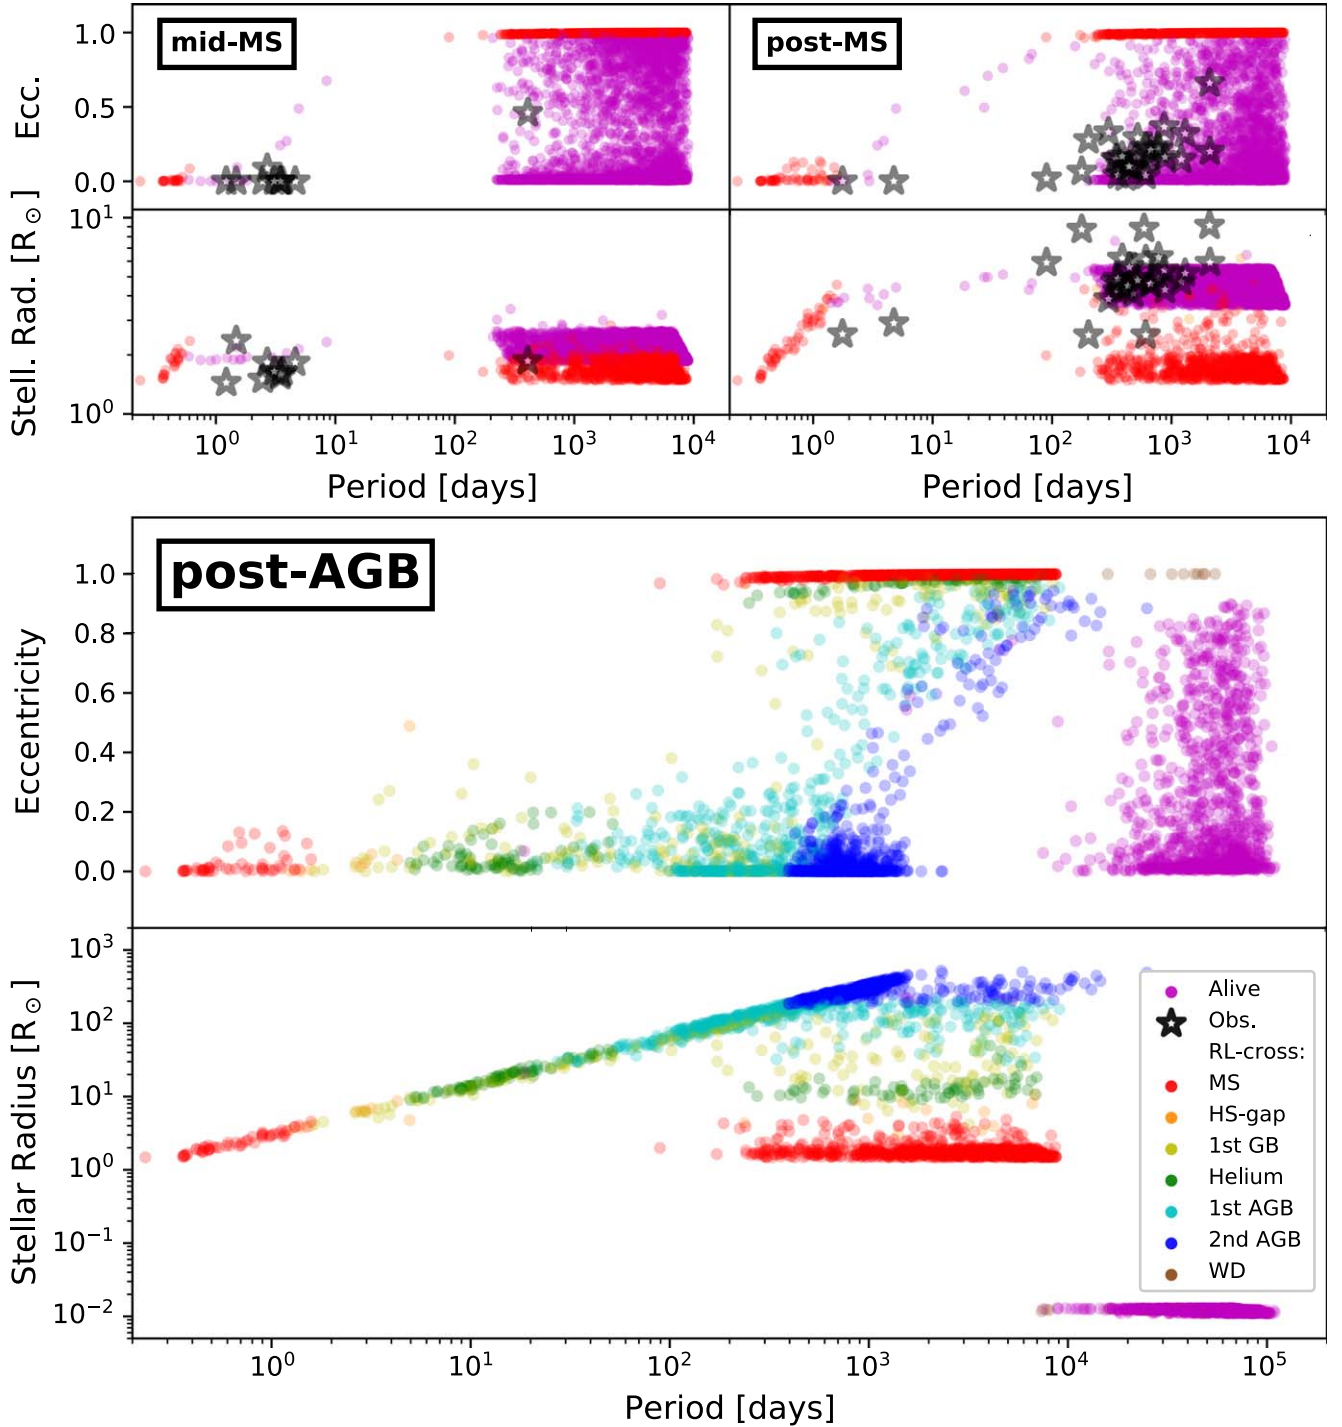 mid-MS
post-MS
Ecc.
1.0
0.5
0.0
Stell. Rad. [R⊙]
10¹
10⁰
10⁰ 10¹ 10² 10³ 10⁴
10⁰ 10¹ 10² 10³ 10⁴
Period [days]
Period [days]
post-AGB
Eccentricity
1.0
0.8
0.6
0.4
0.2
0.0
Stellar Radius [R⊙]
10³
10²
10¹
10⁰
10⁻¹
10⁻²
Alive
Obs.
RL-cross:
MS
HS-gap
1st GB
Helium
1st AGB
2nd AGB
WD
10⁰ 10¹ 10² 10³ 10⁴ 10⁵
Period [days]